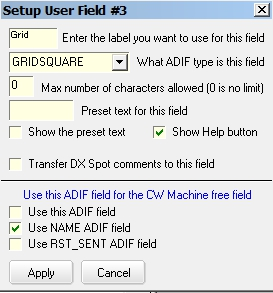 Setup User Field #3
Grid Enter the label you want to use for this field
GRIDSQUARE What ADIF type is this field
0 Max number of characters allowed (0 is no limit)
Preset text for this field
Show the preset text Show Help button
Transfer DX Spot comments to this field
Use this ADIF field for the CW Machine free field
Use this ADIF field
Use NAME ADIF field
Use RST_SENT ADIF field
Apply Cancel